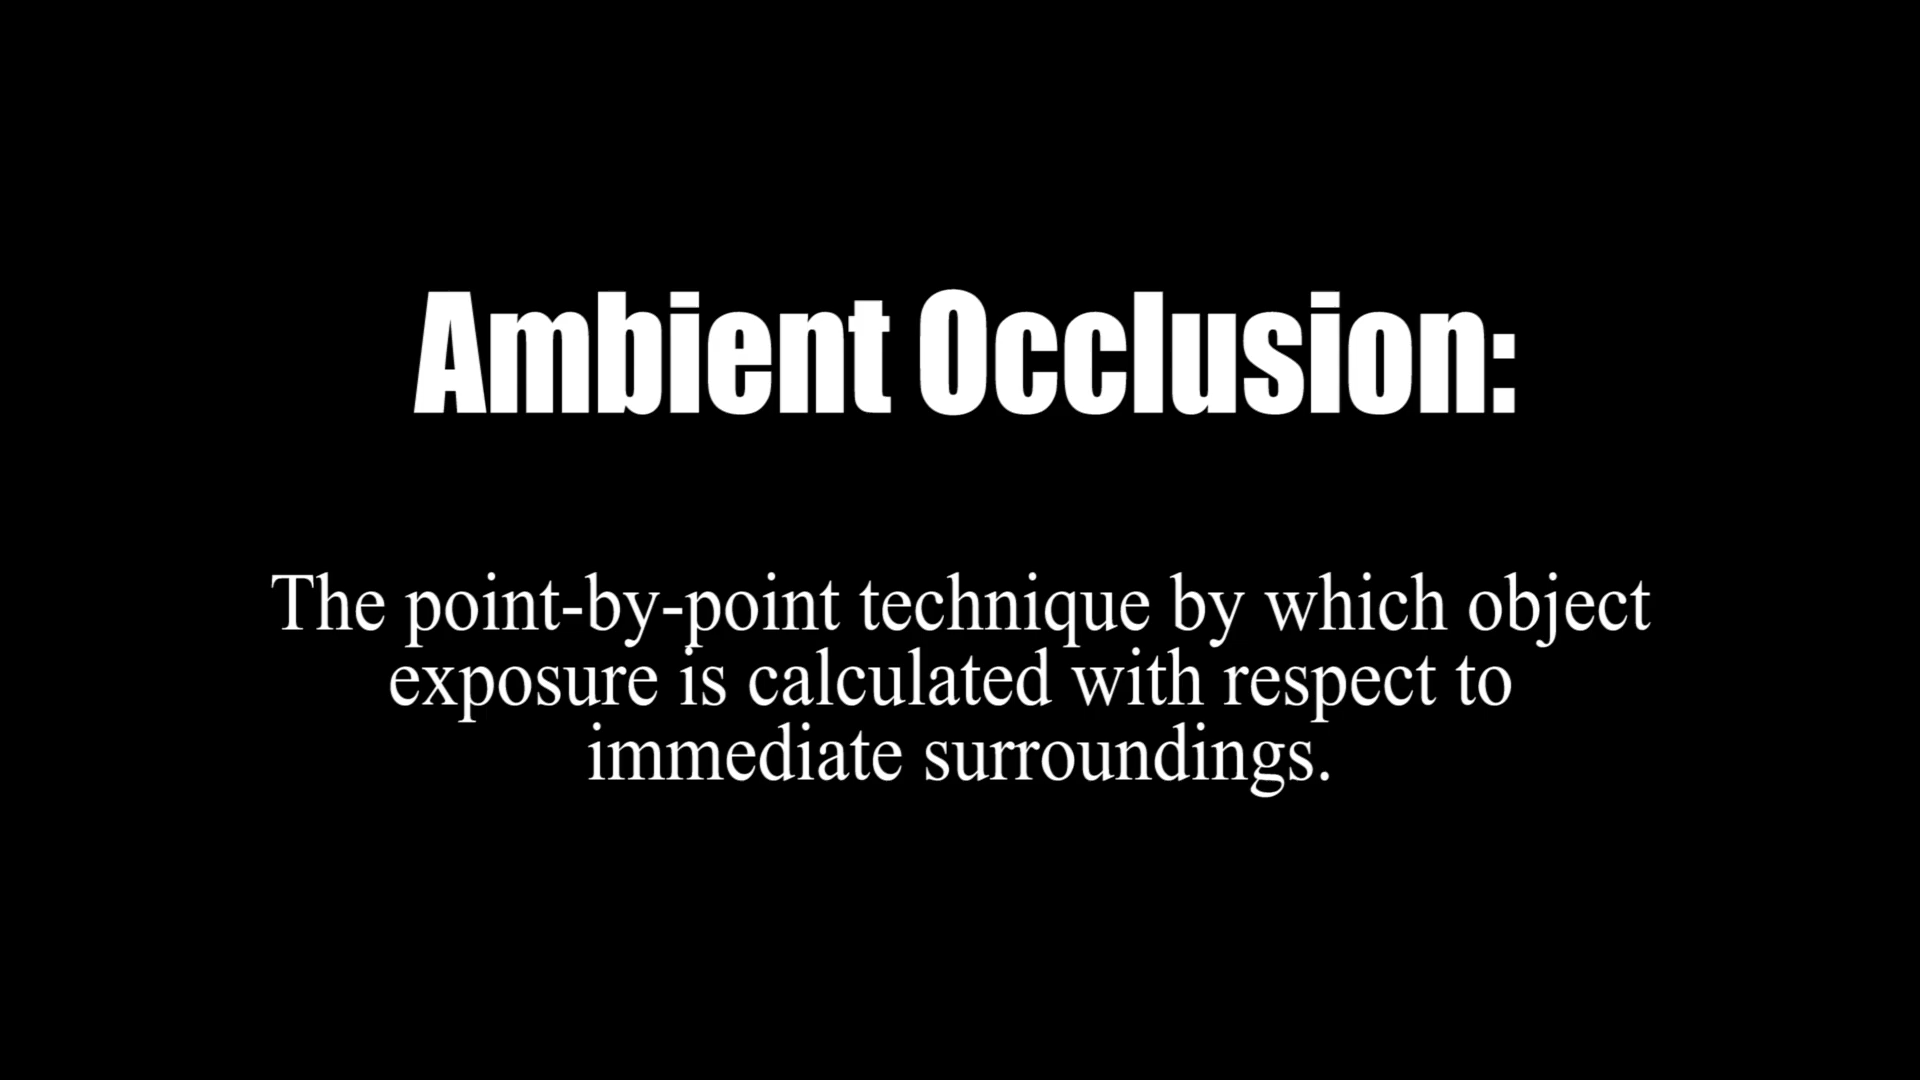 Ambient Occlusion:
The point-by-point technique by which object
exposure is calculated with respect to
immediate surroundings.